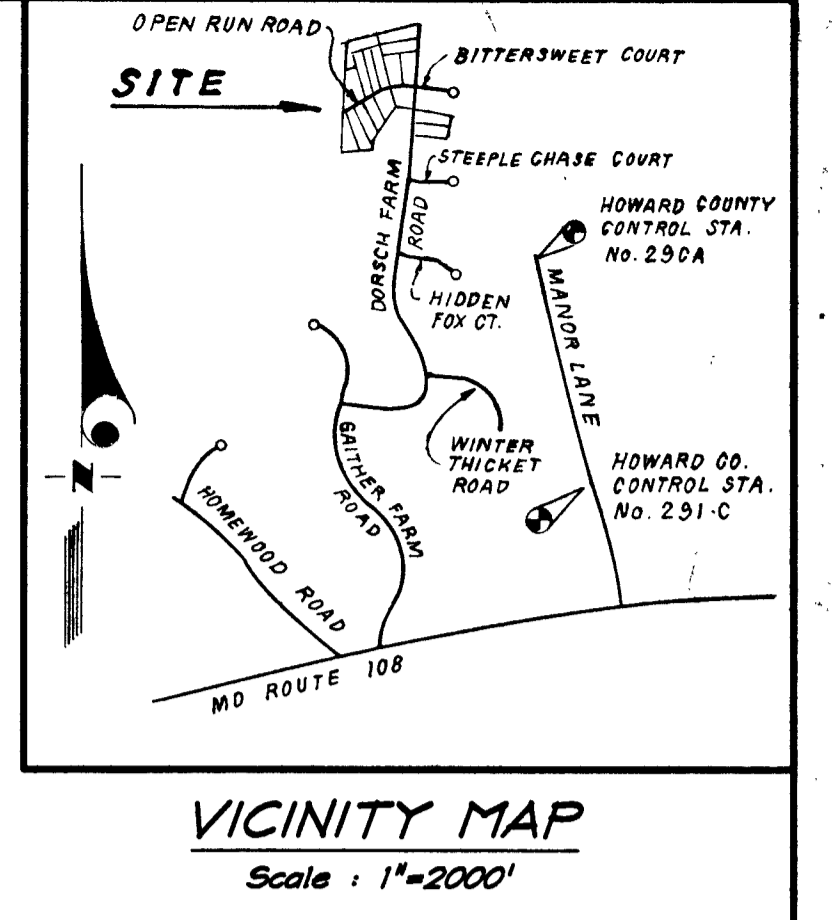 OPEN RUN ROAD
BITTERSWEET COURT
SITE
STEEPLE CHASE COURT
DORSCH FARM
ROAD
HOWARD COUNTY
CONTROL STA.
No. 29CA
HIDDEN
FOX CT.
MANOR LANE
WINTER
THICKET
ROAD
GAITHER FARM
ROAD
HOWARD CO.
CONTROL STA.
No. 291-C
N
HOMEWOOD ROAD
MD ROUTE 108
VICINITY MAP
Scale : 1"=2000'